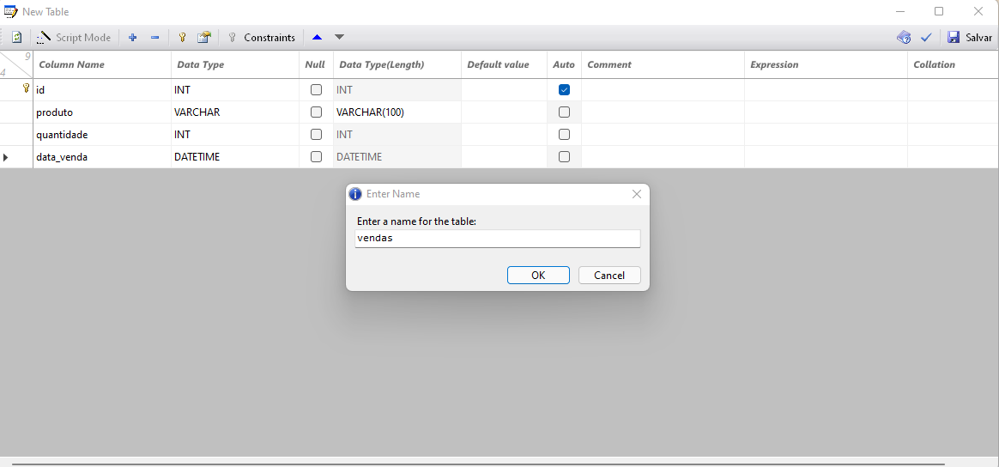 New Table
Script Mode Constraints Salvar
9
4
Column Name Data Type Null Data Type(Length) Default value Auto Comment Expression Collation
id INT INT
produto VARCHAR VARCHAR(100)
quantidade INT INT
data_venda DATETIME DATETIME
Enter Name
Enter a name for the table:
vendas
OK Cancel